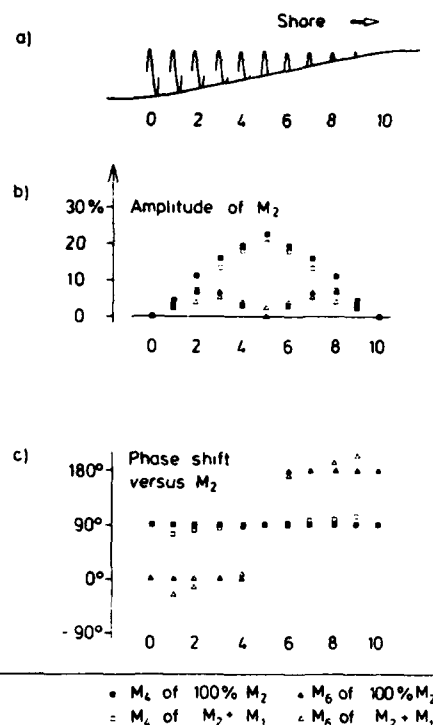 a)
Shore
0 2 4 6 8 10
b)
Amplitude of M2
30%
20
10
0
0 2 4 6 8 10
c)
Phase shift
versus M2
180°
90°
0°
- 90°
0 2 4 6 8 10
M4 of 100% M2 M6 of 100% M2
M4 of M2 + M1 M6 of M2 + M1